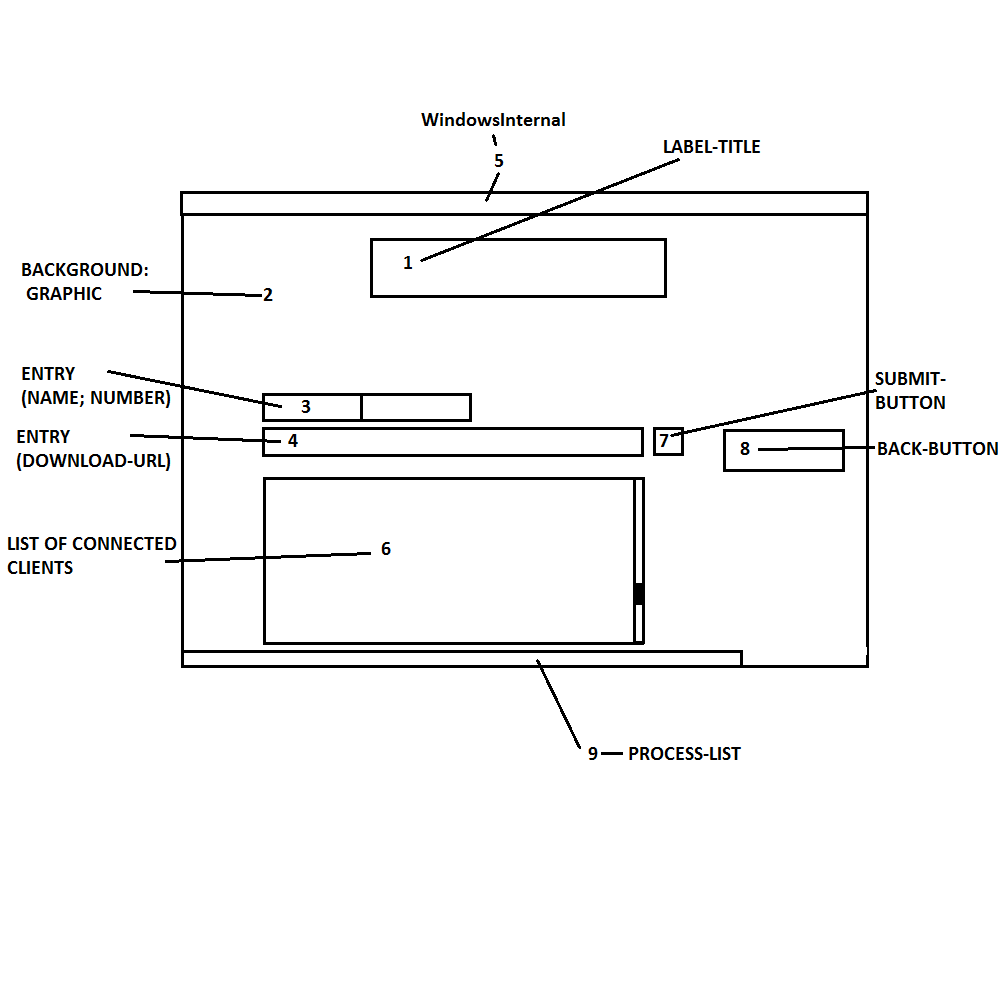 WindowsInternal
5
LABEL-TITLE
1
BACKGROUND:
GRAPHIC
2
ENTRY
(NAME; NUMBER)
3
SUBMIT-
BUTTON
ENTRY
(DOWNLOAD-URL)
4
7
8
BACK-BUTTON
LIST OF CONNECTED
CLIENTS
6
9
PROCESS-LIST